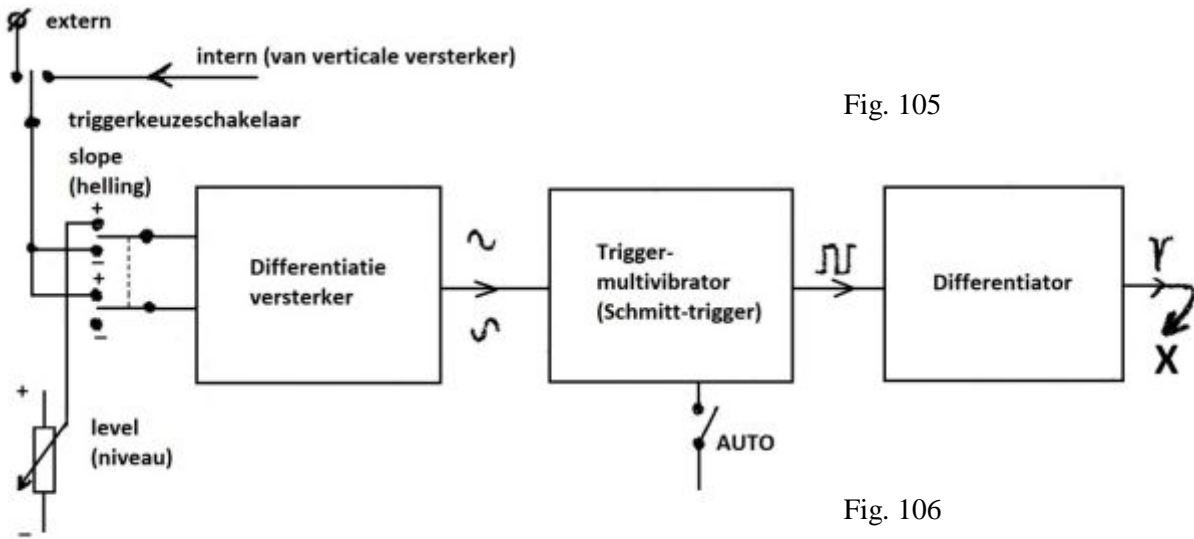 extern
intern (van verticale versterker)
Fig. 105
triggerkeuzeschakelaar
slope
(helling)
+
−
+
−
Differentiatie
versterker
Trigger-
multivibrator
(Schmitt-trigger)
Differentiator
X
+
level
(niveau)
−
AUTO
Fig. 106